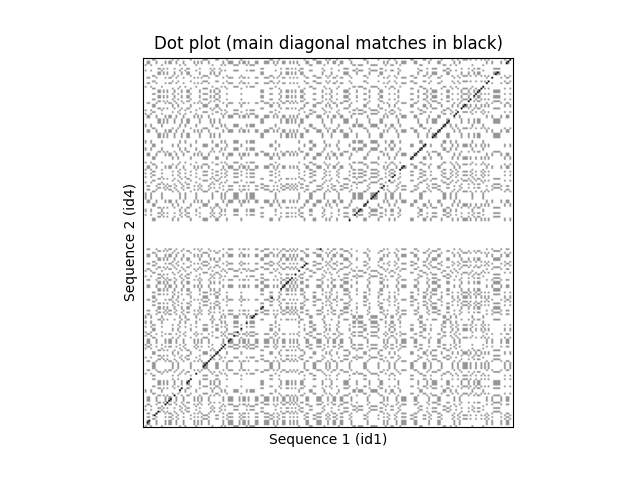 Dot plot (main diagonal matches in black)
Sequence 2 (id4)
Sequence 1 (id1)